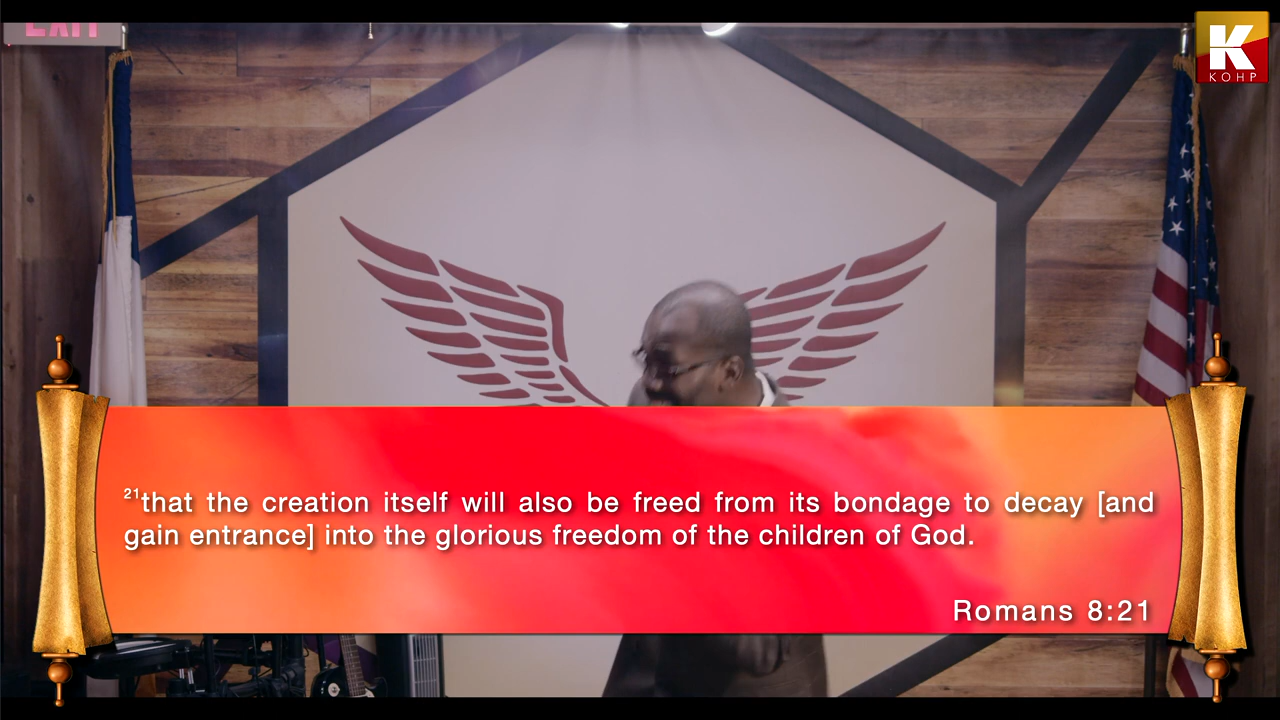 EXIT
K
KOHP
21that the creation itself will also be freed from its bondage to decay [and
gain entrance] into the glorious freedom of the children of God.
Romans 8:21